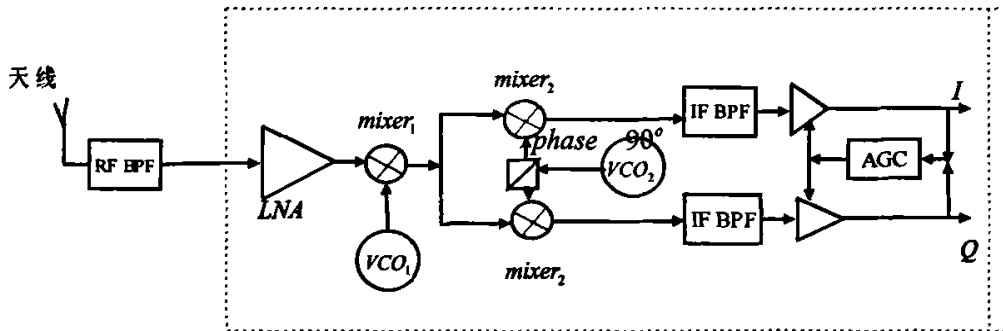 天线
RF BPF
LNA
mixer₁
VCO₁
mixer₂
phase 90°
VCO₂
mixer₂
IF BPF
IF BPF
AGC
I
Q